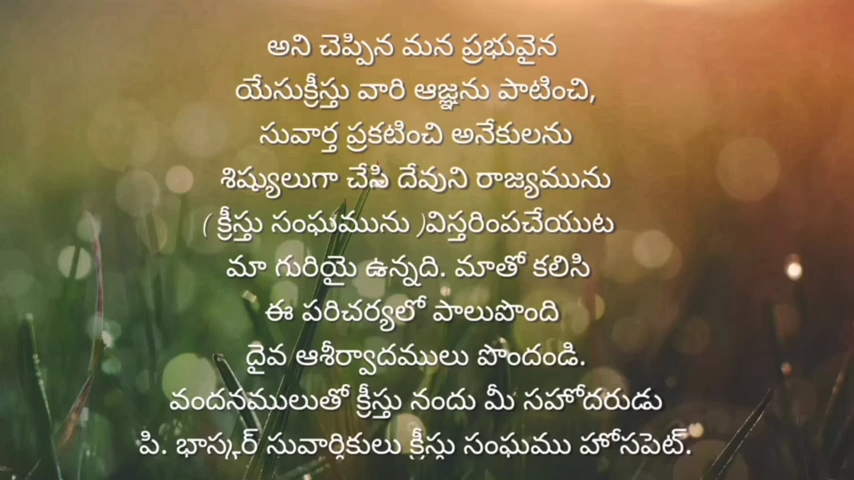 అని చెప్పిన మన ప్రభువైన
యేసుక్రీస్తు వారి ఆజ్ఞను పాటించి,
సువార్త ప్రకటించి అనేకులను
శిష్యులుగా చేసి దేవుని రాజ్యమును
( క్రీస్తు సంఘమును )విస్తరింపచేయుట
మా గురియై ఉన్నది. మాతో కలిసి
ఈ పరిచర్యలో పాలుపొంది
దైవ ఆశీర్వాదములు పొందండి.
వందనములుతో క్రీస్తు నందు మీ సహోదరుడు
పి. భాస్కర్ సువార్తికులు క్రీస్తు సంఘము హోసపెట్.